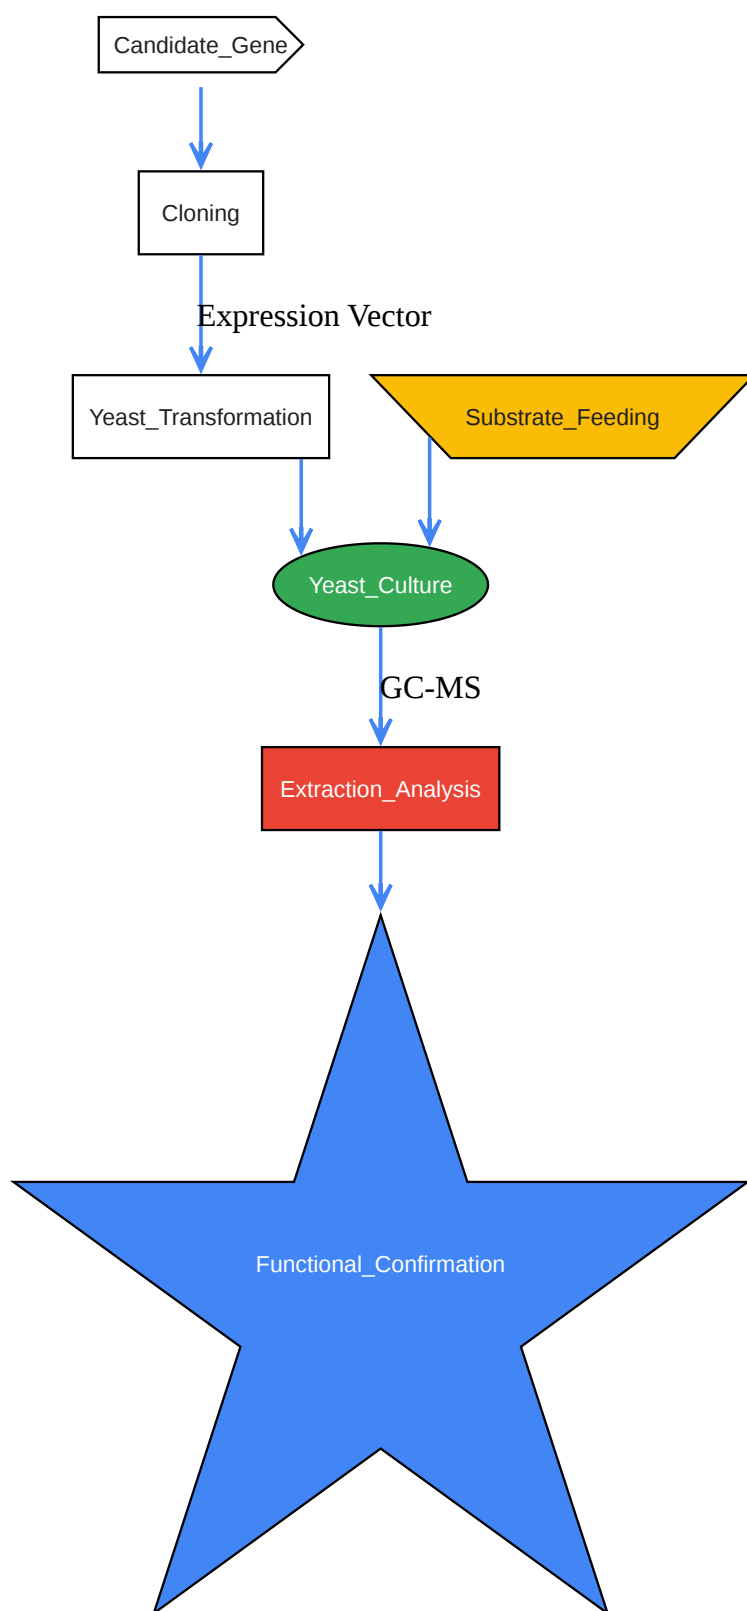 Candidate_Gene
Cloning
Expression Vector
Yeast_Transformation
Substrate_Feeding
Yeast_Culture
GC-MS
Extraction_Analysis
Functional_Confirmation